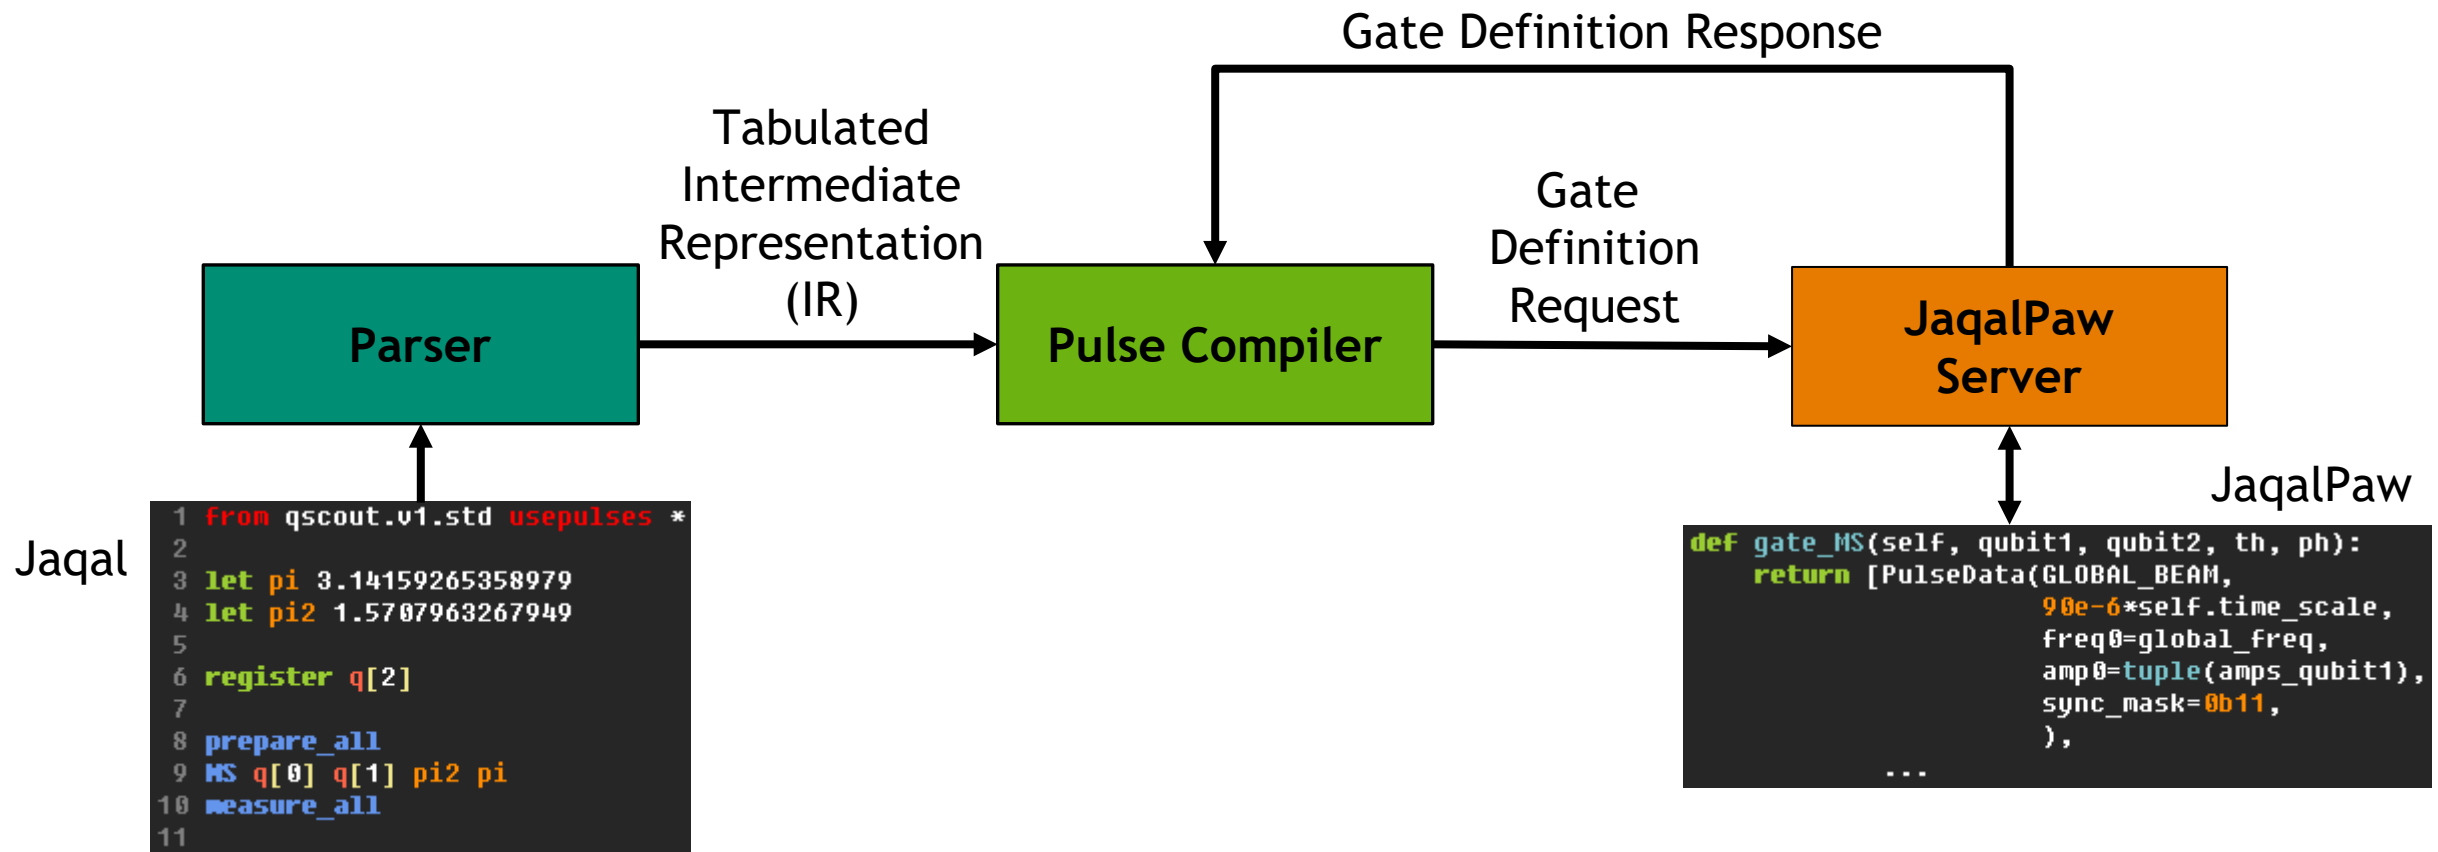 Gate Definition Response
Tabulated
Intermediate
Representation
(IR)
Gate
Definition
Request
Parser
Pulse Compiler
JaqalPaw
Server
Jaqal
1 from qscout.v1.std usepulses *
2
3 let pi 3.14159265358979
4 let pi2 1.5707963267949
5
6 register q[2]
7
8 prepare_all
9 MS q[0] q[1] pi2 pi
10 measure_all
11
JaqalPaw
def gate_MS(self, qubit1, qubit2, th, ph):
    return [PulseData(GLOBAL_BEAM,
                      90e-6*self.time_scale,
                      freq0=global_freq,
                      amp0=tuple(amps_qubit1),
                      sync_mask=0b11,
                      ),
            ...